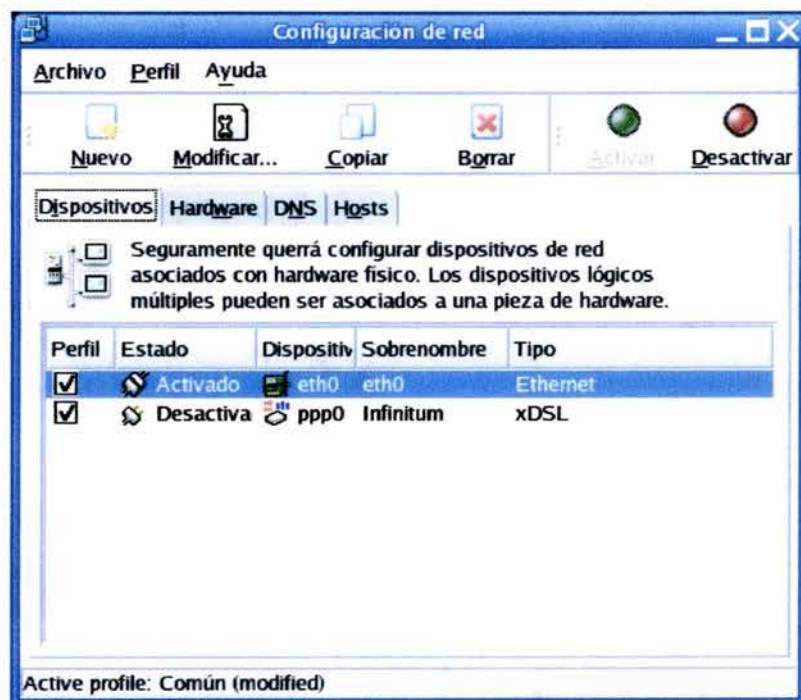 Configuración de red
Archivo Perfil Ayuda
Nuevo Modificar... Copiar Borrar Activar Desactivar
Dispositivos Hardware DNS Hosts
Seguramente querrá configurar dispositivos de red
asociados con hardware físico. Los dispositivos lógicos
múltiples pueden ser asociados a una pieza de hardware.
Perfil Estado Dispositiv Sobrenombre Tipo
Activado eth0 eth0 Ethernet
Desactiva ppp0 Infinitum xDSL
Active profile: Común (modified)